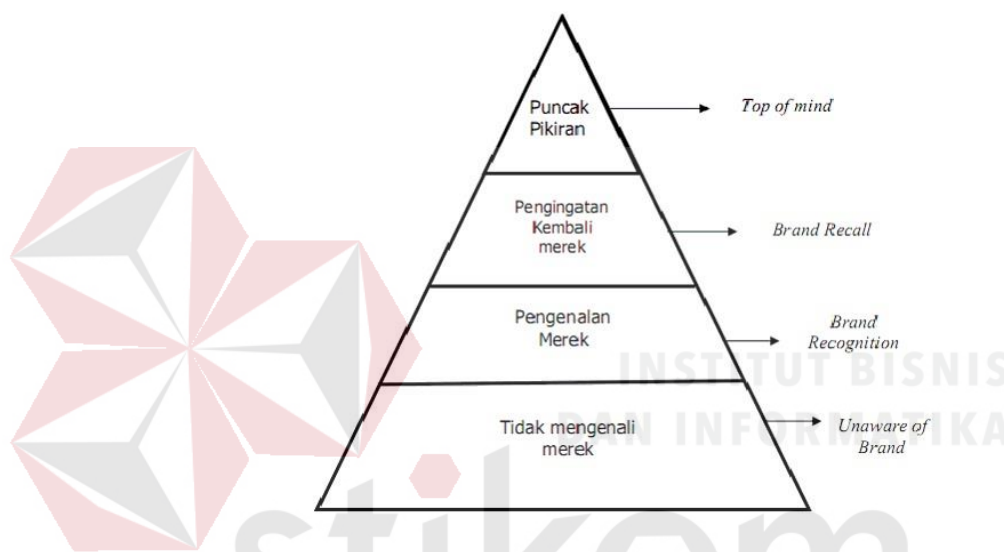 Puncak
Pikiran
Top of mind
Pengingatan
Kembali
merek
Brand Recall
Pengenalan
Merek
Brand
Recognition
INSTITUT BISNIS
DAN INFORMATIKA
Tidak mengenali
merek
Unaware of
Brand
stikom